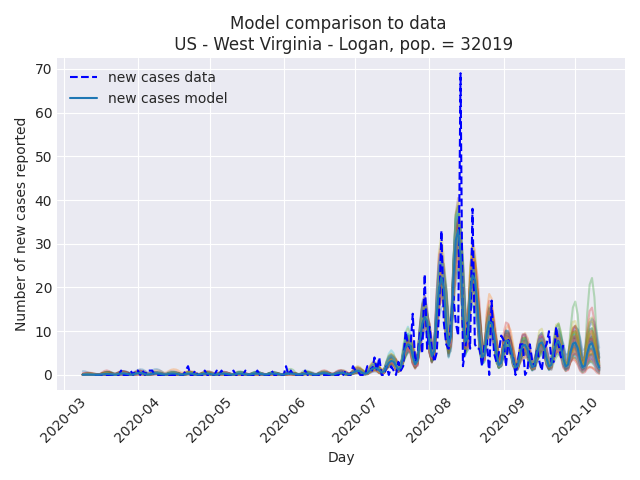 Model comparison to data
US - West Virginia - Logan, pop. = 32019
new cases data
new cases model
Number of new cases reported
70
60
50
40
30
20
10
0
2020-03
2020-04
2020-05
2020-06
2020-07
2020-08
2020-09
2020-10
Day